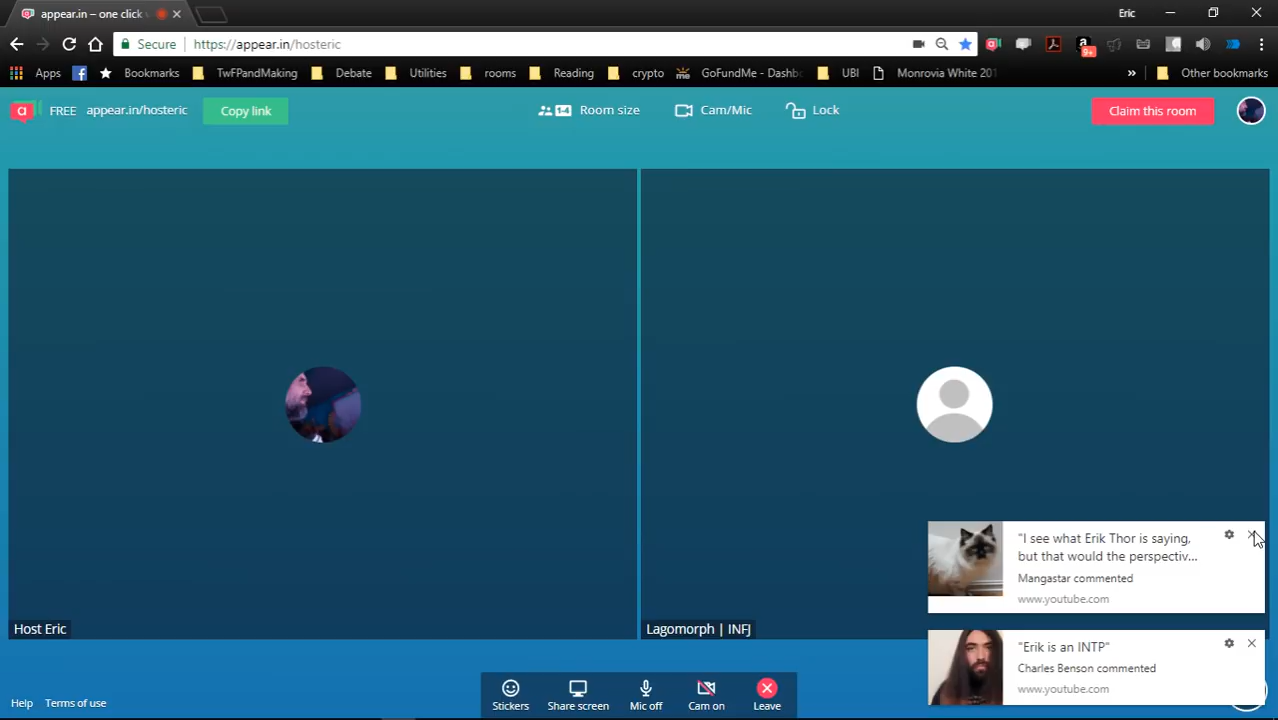 appear.in – one click
Eric
Secure https://appear.in/hosteric
9+
Apps Bookmarks TwFPandMaking Debate Utilities rooms Reading crypto GoFundMe - Dashb UBI Monrovia White 201 » Other bookmarks
FREE appear.in/hosteric Copy link 1-4 Room size Cam/Mic Lock Claim this room
"I see what Erik Thor is saying,
but that would the perspectiv...
Mangastar commented
www.youtube.com
Host Eric
Lagomorph | INFJ
"Erik is an INTP"
Charles Benson commented
www.youtube.com
Help Terms of use
Stickers Share screen Mic off Cam on Leave